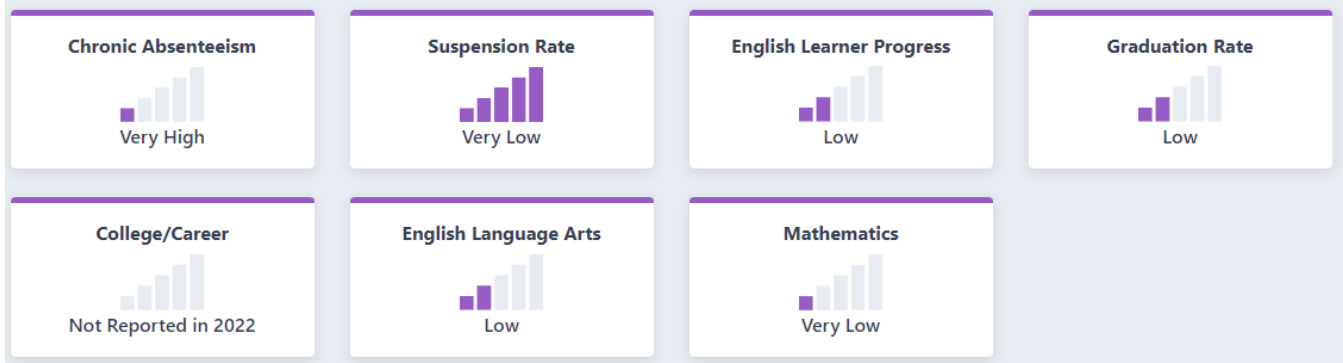 Chronic Absenteeism
Very High
Suspension Rate
Very Low
English Learner Progress
Low
Graduation Rate
Low
College/Career
Not Reported in 2022
English Language Arts
Low
Mathematics
Very Low